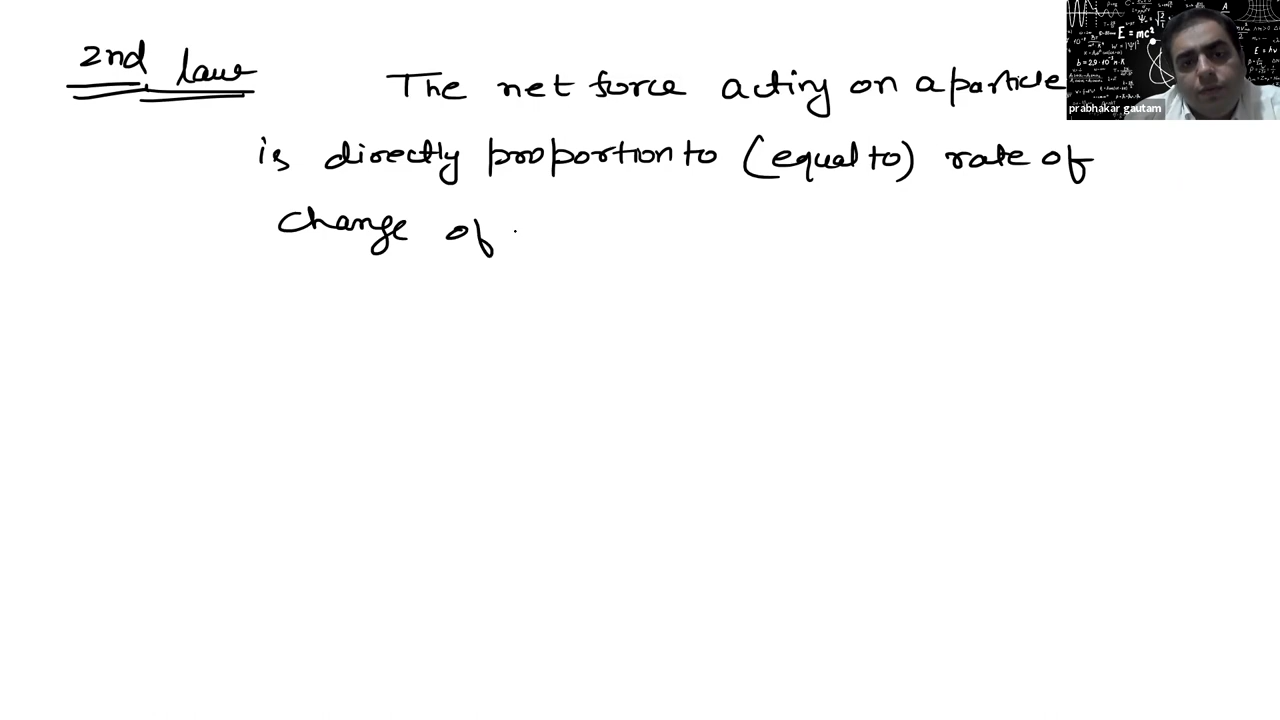 2nd law The net force acting on a particle
is directly proportion to (equal to) rate of
change of
prabhakar gautam
E = mc²